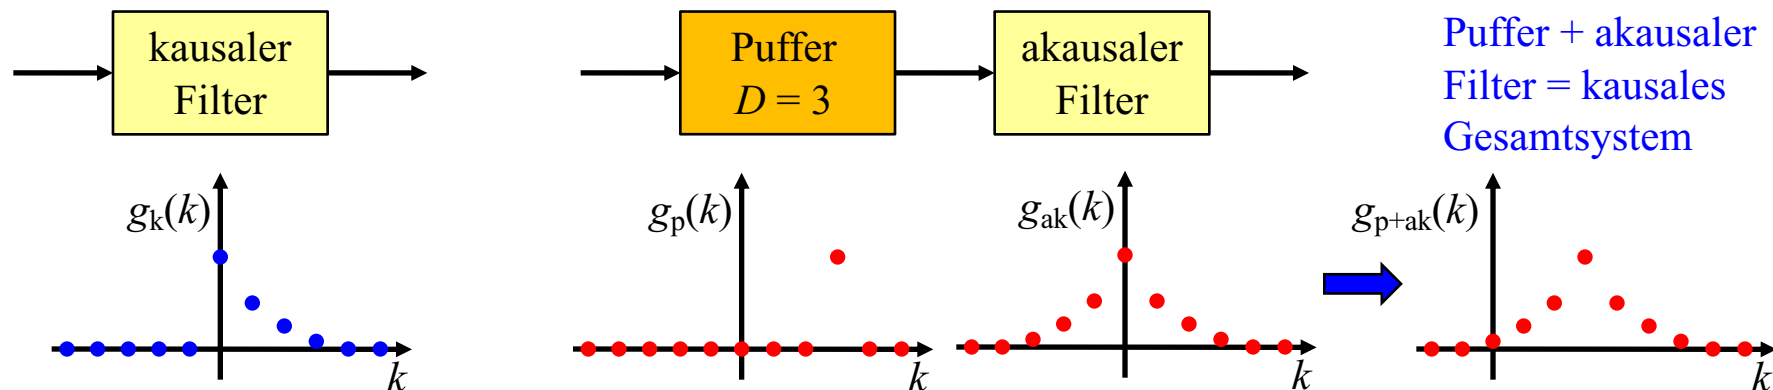 kausaler
Filter
Puffer
D = 3
akausaler
Filter
Puffer + akausaler
Filter = kausales
Gesamtsystem
gk(k)
k
gp(k)
k
gak(k)
k
gp+ak(k)
k